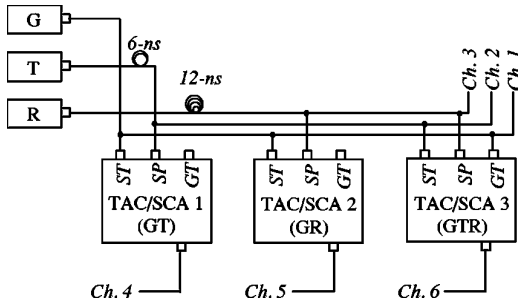 G
6-ns
T
12-ns
R
Ch. 3
Ch. 2
Ch. 1
ST SP GT
ST SP GT
ST SP GT
TAC/SCA 1
(GT)
TAC/SCA 2
(GR)
TAC/SCA 3
(GTR)
Ch. 4
Ch. 5
Ch. 6